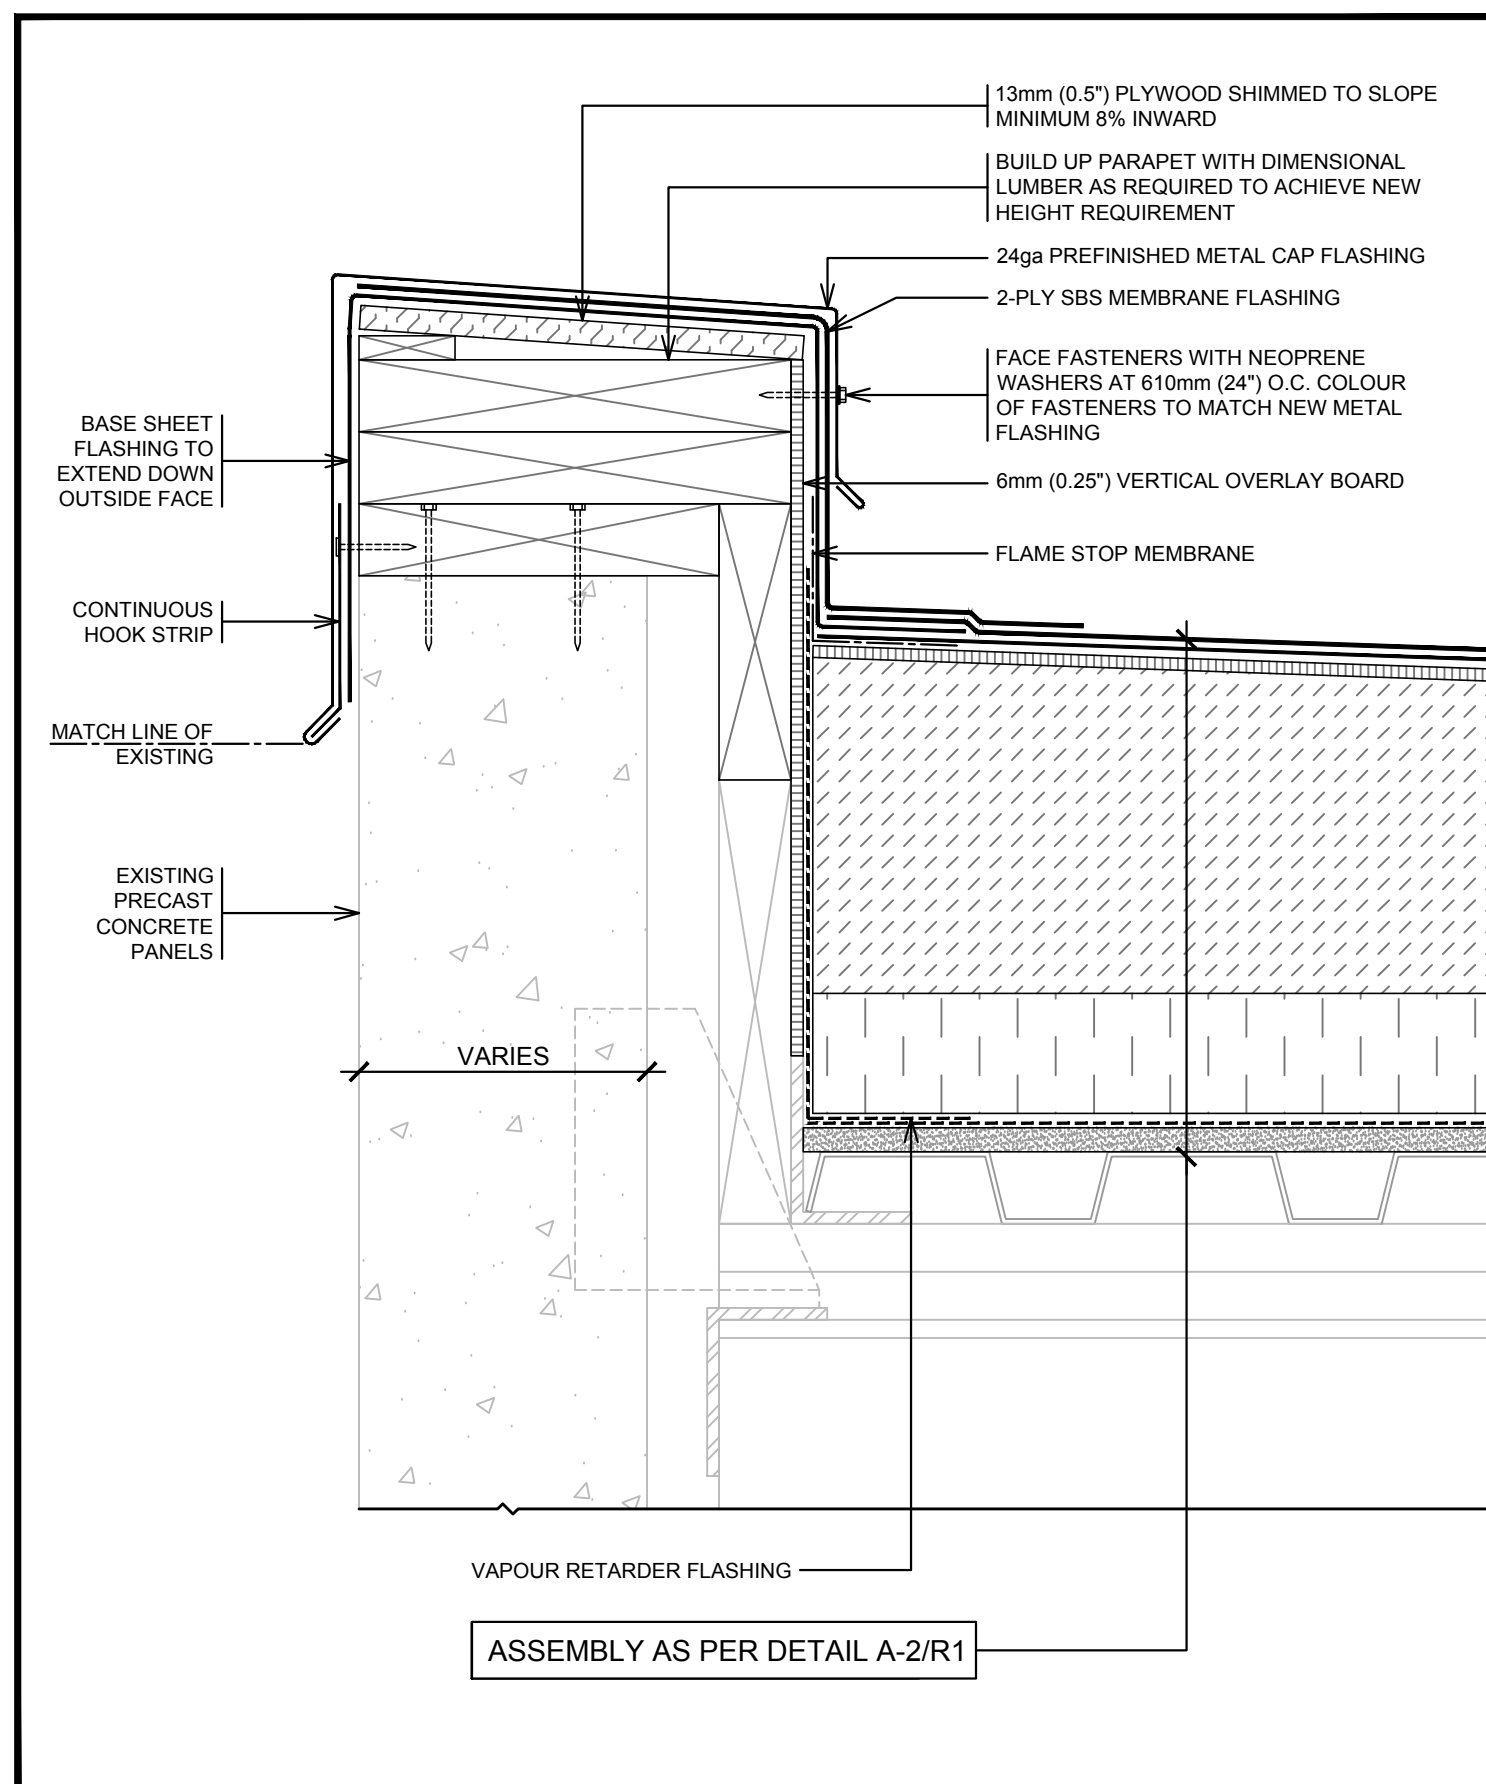 13mm (0.5") PLYWOOD SHIMMED TO SLOPE
MINIMUM 8% INWARD
BUILD UP PARAPET WITH DIMENSIONAL
LUMBER AS REQUIRED TO ACHIEVE NEW
HEIGHT REQUIREMENT
24ga PREFINISHED METAL CAP FLASHING
2-PLY SBS MEMBRANE FLASHING
FACE FASTENERS WITH NEOPRENE
WASHERS AT 610mm (24") O.C. COLOUR
OF FASTENERS TO MATCH NEW METAL
FLASHING
6mm (0.25") VERTICAL OVERLAY BOARD
FLAME STOP MEMBRANE
BASE SHEET
FLASHING TO
EXTEND DOWN
OUTSIDE FACE
CONTINUOUS
HOOK STRIP
MATCH LINE OF
EXISTING
EXISTING
PRECAST
CONCRETE
PANELS
VARIES
VAPOUR RETARDER FLASHING
ASSEMBLY AS PER DETAIL A-2/R1